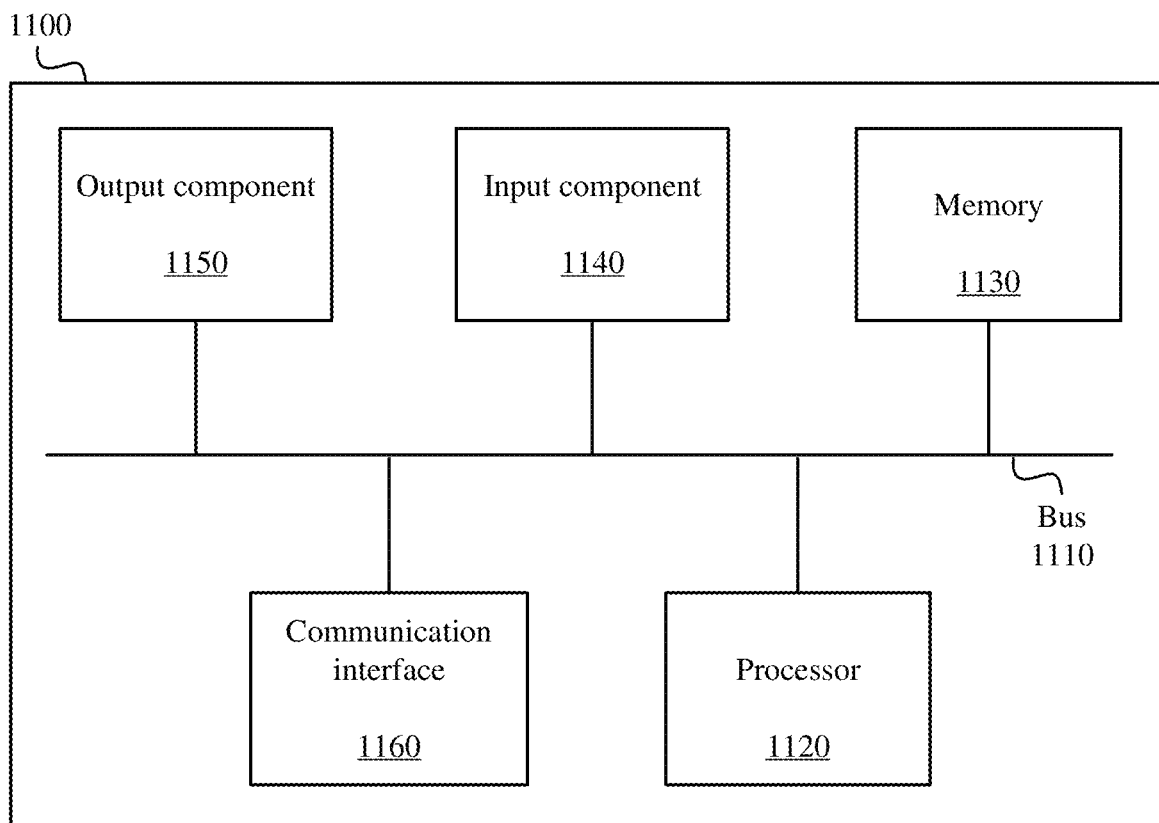 1100
Output component
1150
Input component
1140
Memory
1130
Bus
1110
Communication
interface
1160
Processor
1120